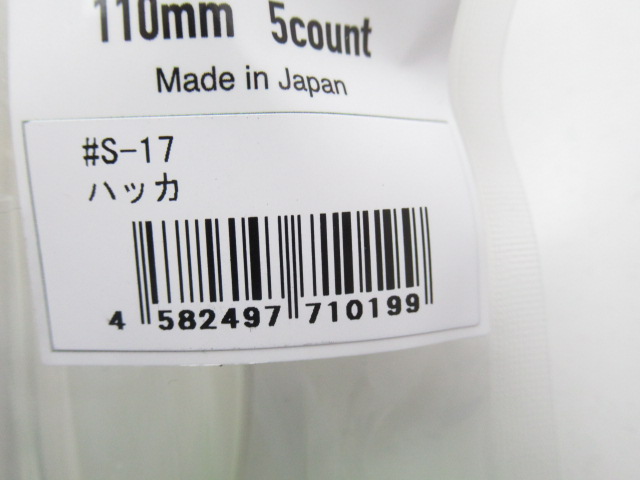 110mm 5count
Made in Japan
#S-17
ハッカ
4 582497 710199